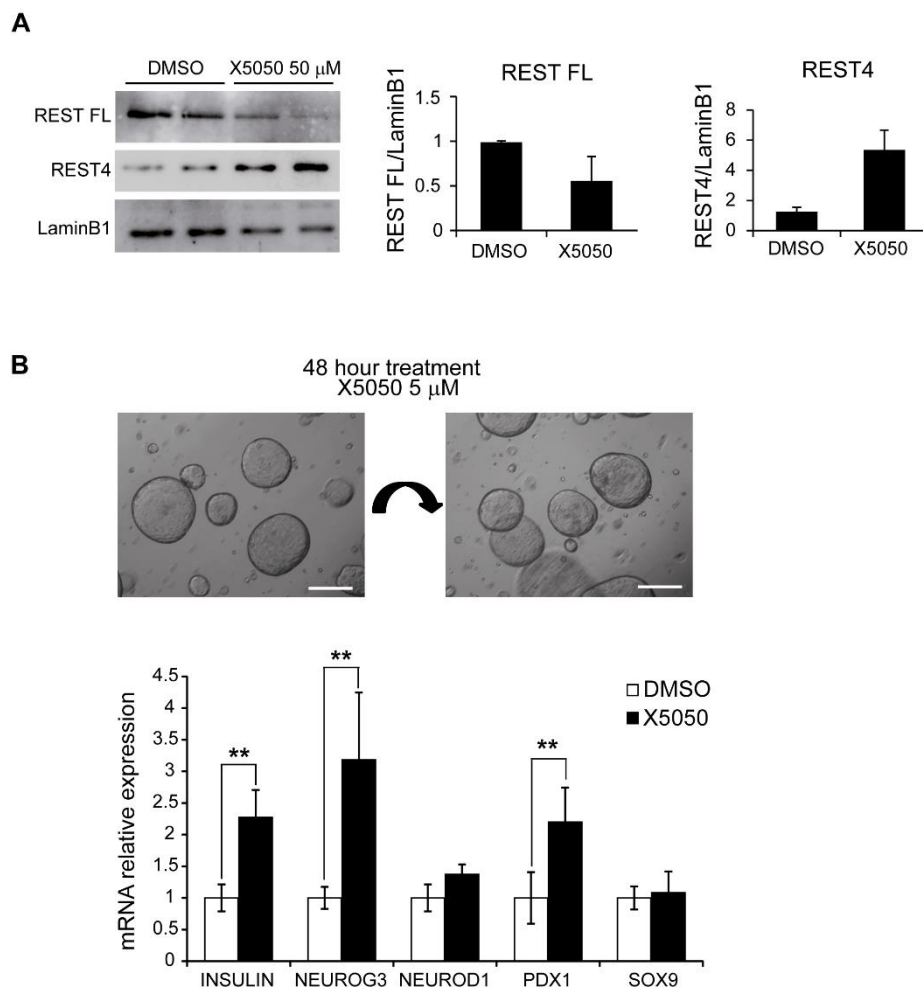 A
DMSO X5050 50 μM
REST FL
REST4
LaminB1
REST FL
REST FL/LaminB1
1.5
1
0.5
0
DMSO X5050
REST4
REST4/LaminB1
8
6
4
2
0
DMSO X5050
B
48 hour treatment
X5050 5 μM
mRNA relative expression
4.5
4
3.5
3
2.5
2
1.5
1
0.5
0
**
**
**
DMSO
X5050
INSULIN NEUROG3 NEUROD1 PDX1 SOX9